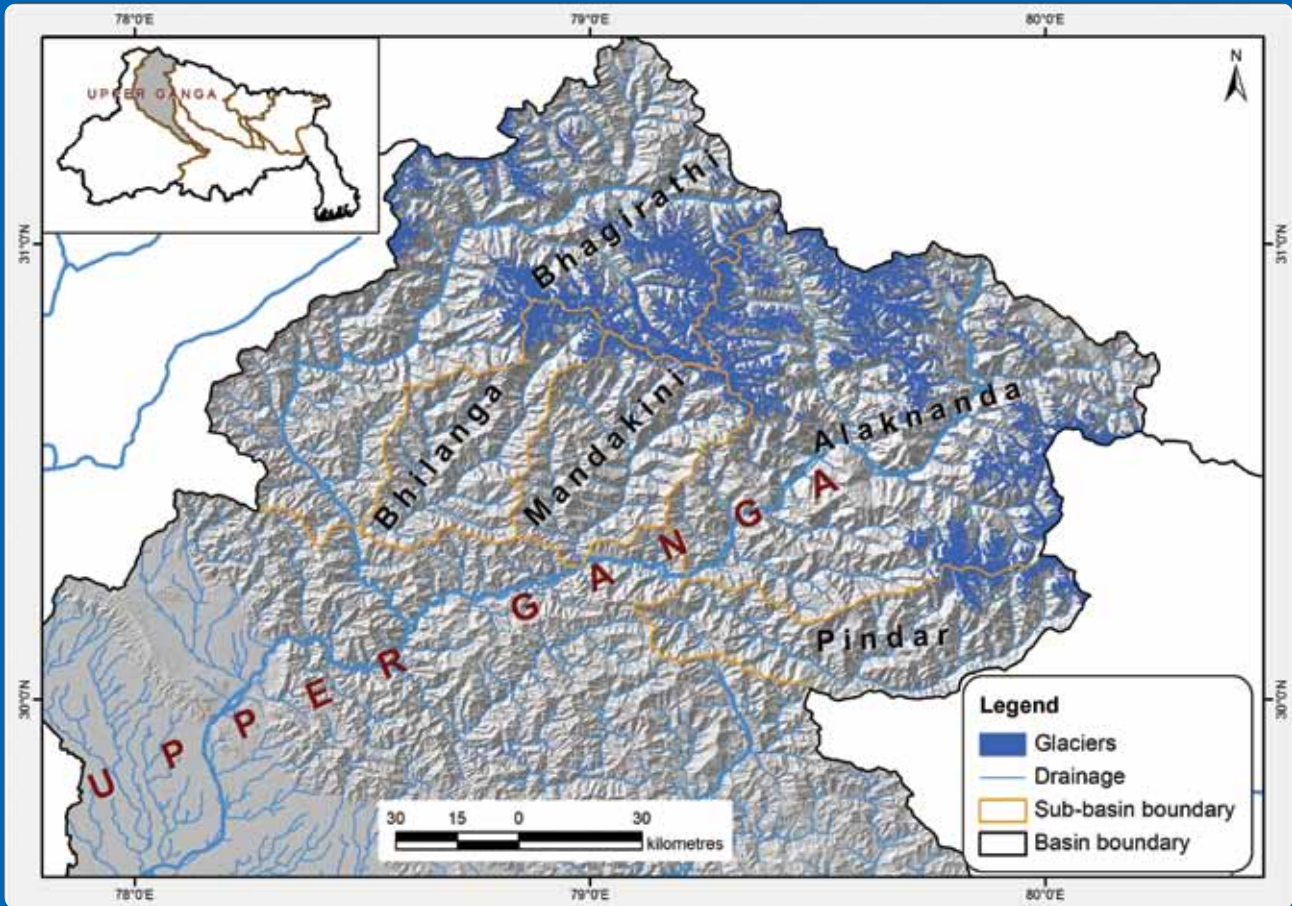 78°0'E
79°0'E
80°0'E
UPPER GANGA
N
31°0'N
31°0'N
Bhagirathi
Bhilanga
Mandakini
Alaknanda
UPPER GANGA
Pindar
30°0'N
30°0'N
Legend
Glaciers
Drainage
Sub-basin boundary
Basin boundary
30 15 0 30
kilometres
78°0'E
79°0'E
80°0'E